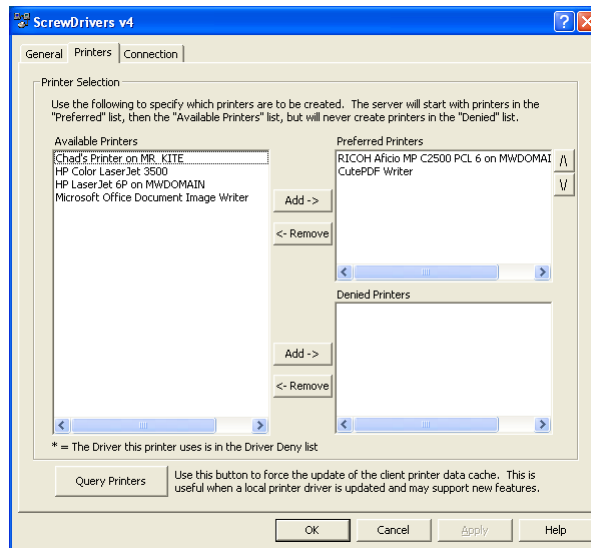 ScrewDrivers v4
General Printers Connection
Printer Selection
Use the following to specify which printers are to be created. The server will start with printers in the
"Preferred" list, then the "Available Printers" list, but will never create printers in the "Denied" list.
Available Printers
Chad's Printer on MR_KITE
HP Color LaserJet 3500
HP LaserJet 6P on MWDOMAIN
Microsoft Office Document Image Writer
Add ->
<- Remove
Preferred Printers
RICOH Aficio MP C2500 PCL 6 on MWDOMAI
CutePDF Writer
/\
\/
Denied Printers
Add ->
<- Remove
* = The Driver this printer uses is in the Driver Deny list
Query Printers
Use this button to force the update of the client printer data cache. This is
useful when a local printer driver is updated and may support new features.
OK Cancel Apply Help